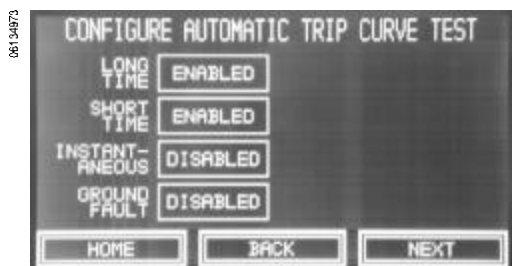 06134973
CONFIGURE AUTOMATIC TRIP CURVE TEST
LONG
TIME
ENABLED
SHORT
TIME
ENABLED
INSTANT-
ANEOUS
DISABLED
GROUND
FAULT
DISABLED
HOME
BACK
NEXT